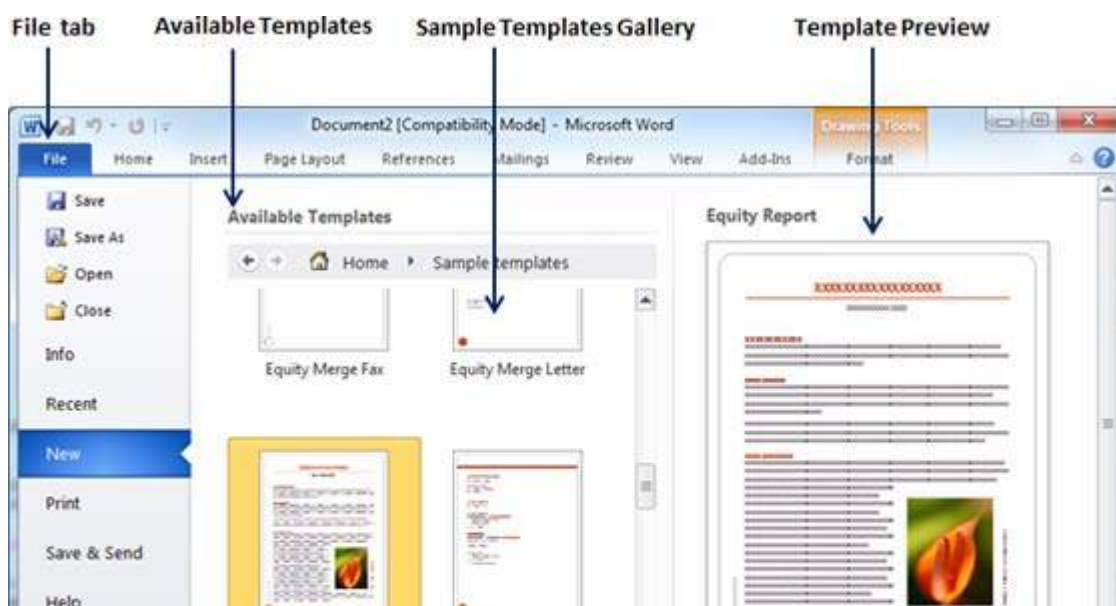 File tab Available Templates Sample Templates Gallery Template Preview
Document2 [Compatibility Mode] - Microsoft Word Drawing Tools
File Home Insert Page Layout References Mailings Review View Add-Ins Format
Save
Save As
Open
Close
Info
Recent
New
Print
Save & Send
Help
Available Templates
Home Sample templates
Equity Merge Fax Equity Merge Letter
Equity Report
XXXXXXXXXXXXXXXXX